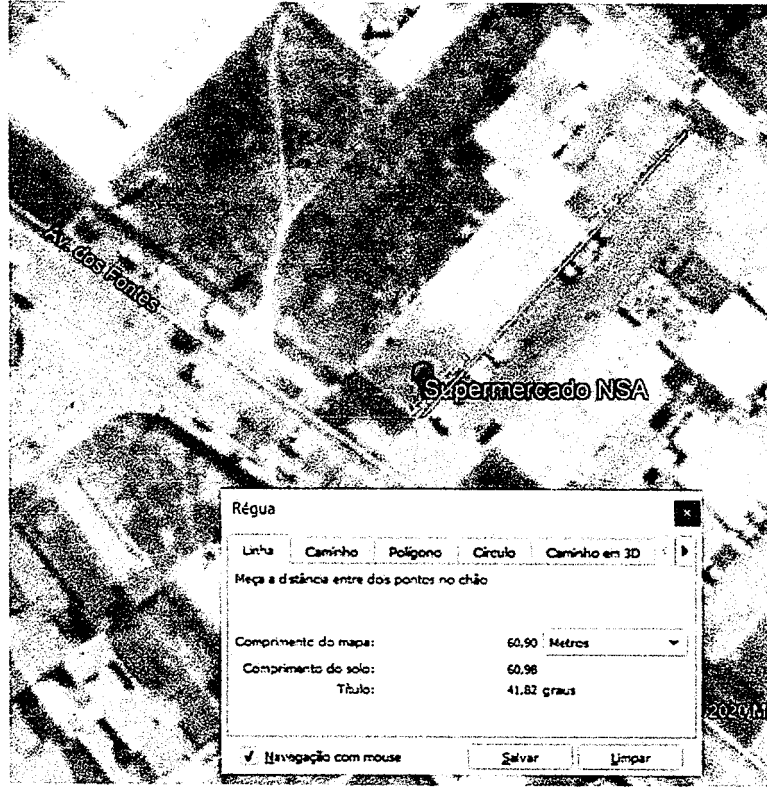 Av. dos Fontes
Supermercado NSA
Régua
Linha Caminho Polígono Círculo Caminho em 3D
Meça a distância entre dois pontos no chão
Comprimento do mapa: 60,90 Metros
Comprimento do solo: 60,98
Título: 41,82 graus
2020 M
Navegação com mouse Salvar Limpar